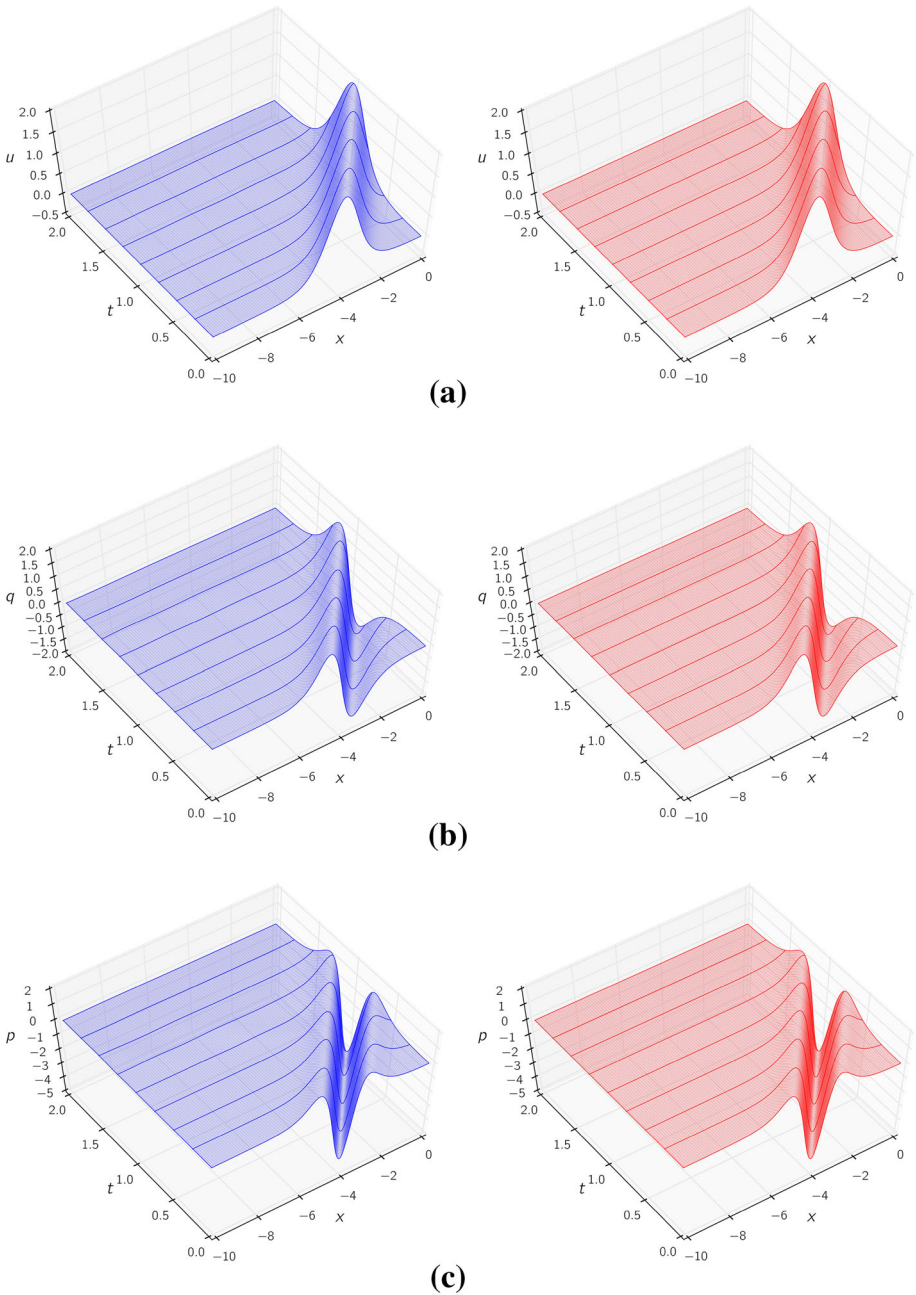 2.0 2.0
1.5 1.5
u 1.0 u 1.0
0.5 0.5
0.0 0.0
−0.5 −0.5
2.0 2.0
1.5 0 1.5 0
t 1.0 −2 t 1.0 −2
−4 −4
0.5 −6 x 0.5 −6 x
−8 −8
0.0 −10 0.0 −10
(a)
2.0 2.0
1.5 1.5
1.0 1.0
q 0.5 q 0.5
0.0 0.0
−0.5 −0.5
−1.0 −1.0
−1.5 −1.5
−2.0 −2.0
2.0 2.0
1.5 0 1.5 0
t 1.0 −2 t 1.0 −2
−4 −4
0.5 −6 x 0.5 −6 x
−8 −8
0.0 −10 0.0 −10
(b)
2 2
1 1
0 0
p −1 p −1
−2 −2
−3 −3
−4 −4
−5 −5
2.0 2.0
1.5 0 1.5 0
t 1.0 −2 t 1.0 −2
−4 −4
0.5 −6 x 0.5 −6 x
−8 −8
0.0 −10 0.0 −10
(c)